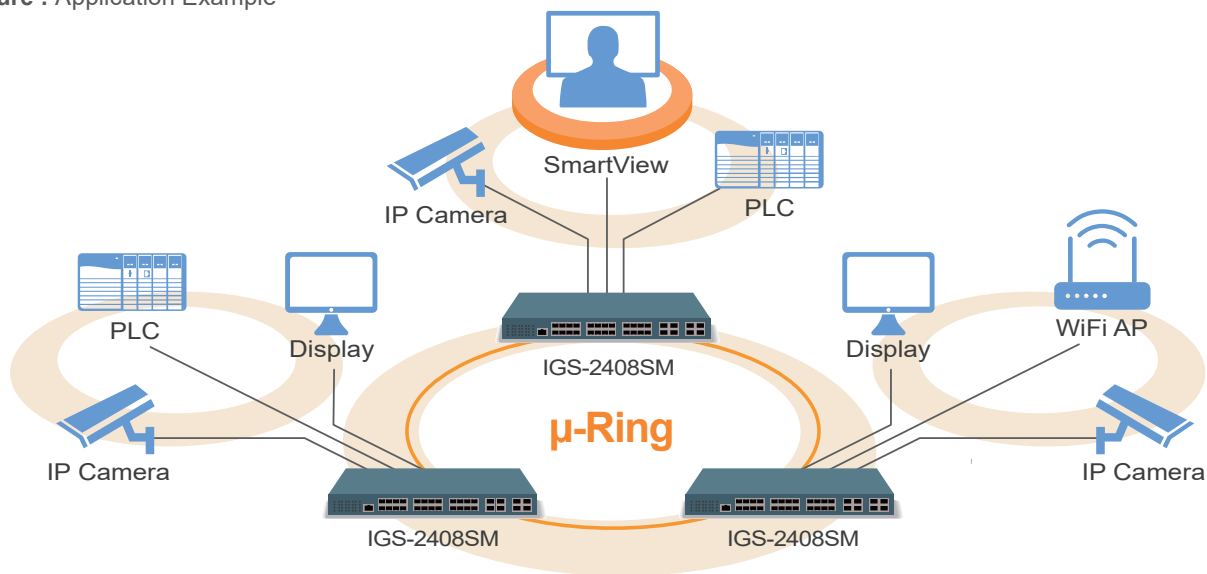 : Application Example
SmartView
IP Camera
PLC
WiFi AP
PLC
Display
Display
IGS-2408SM
µ-Ring
IP Camera
IP Camera
IGS-2408SM
IGS-2408SM